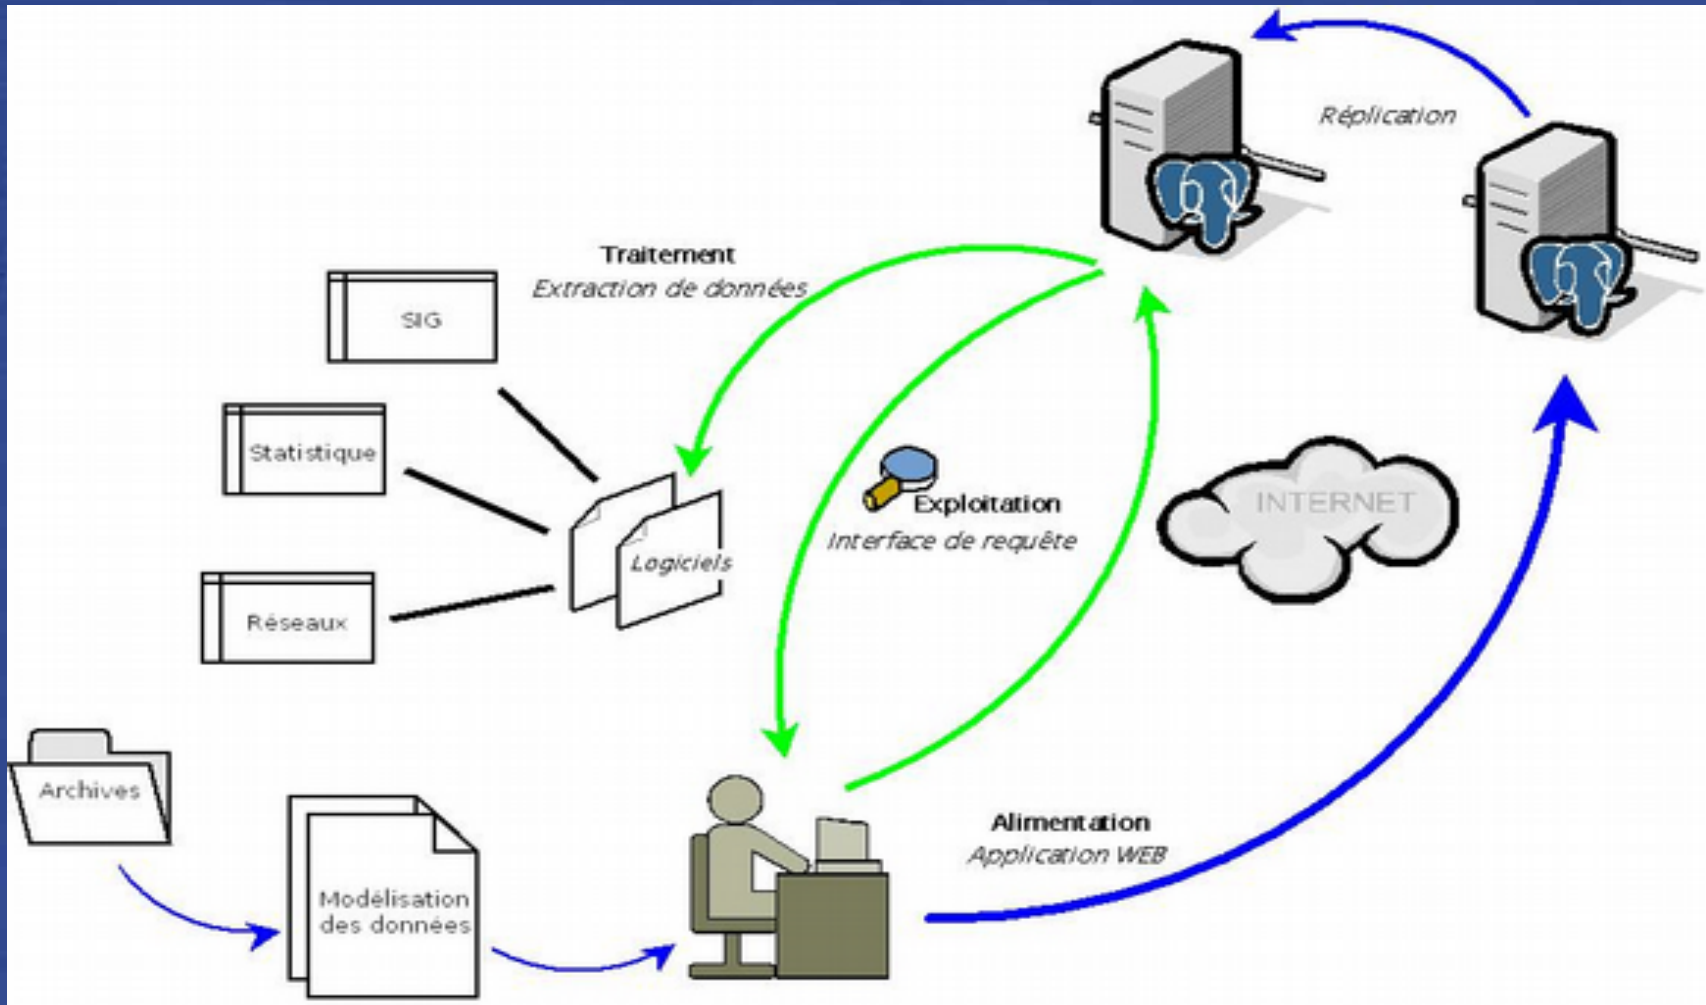 Réplication
Traitement
Extraction de données
SIG
Statistique
Réseaux
Logiciels
Exploitation
Interface de requête
INTERNET
Archives
Modélisation
des données
Alimentation
Application WEB